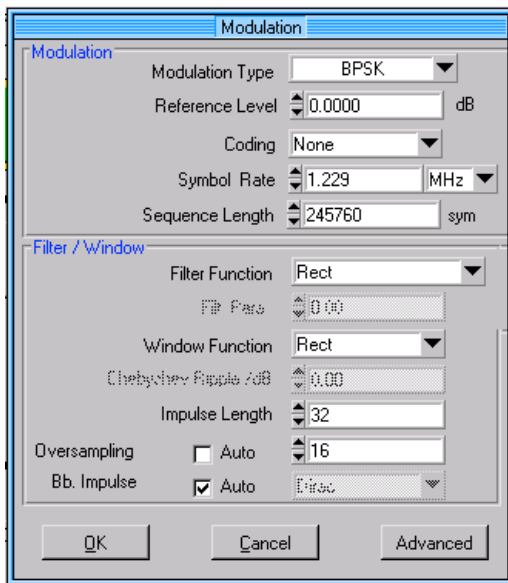 Modulation
Modulation
Modulation Type BPSK
Reference Level 0.0000 dB
Coding None
Symbol Rate 1.229 MHz
Sequence Length 245760 sym
Filter / Window
Filter Function Rect
Filt Para 0.00
Window Function Rect
Chebychev Ripple /dB 0.00
Impulse Length 32
Oversampling Auto 16
Bb. Impulse Auto Dirac
OK Cancel Advanced